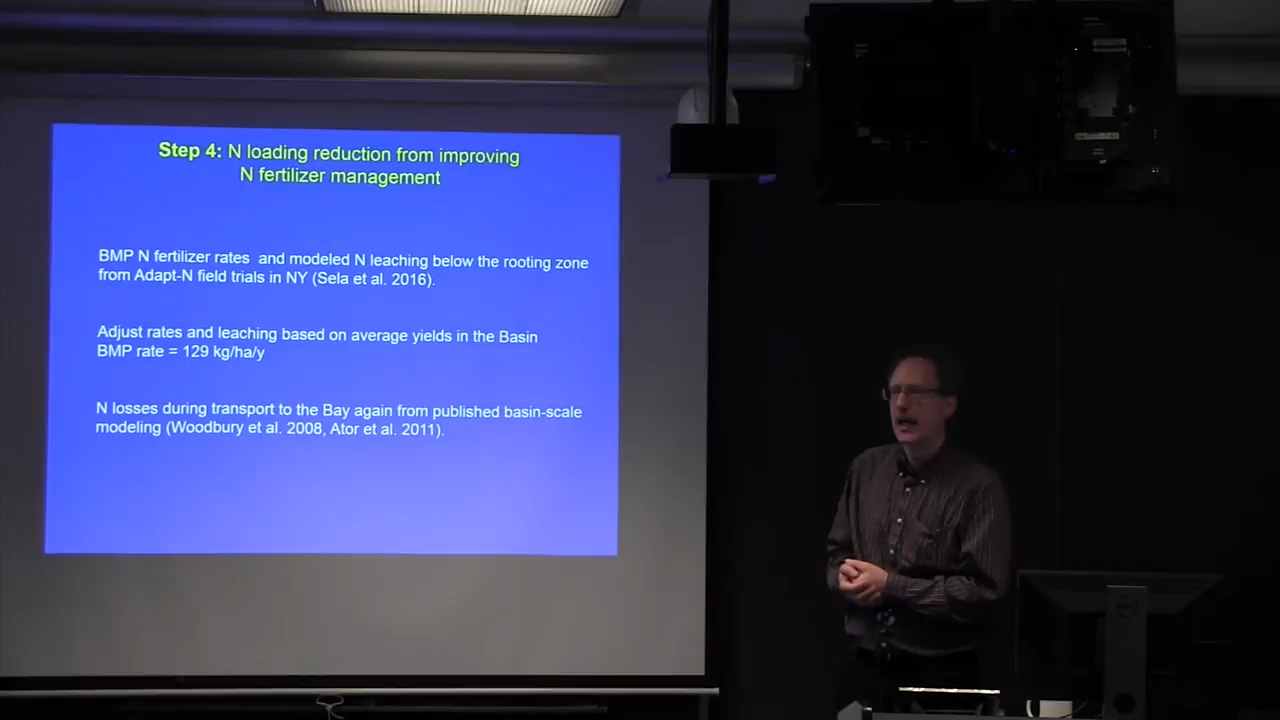 Step 4: N loading reduction from improving
N fertilizer management
BMP N fertilizer rates and modeled N leaching below the rooting zone
from Adapt-N field trials in NY (Sela et al. 2016).
Adjust rates and leaching based on average yields in the Basin
BMP rate = 129 kg/ha/y
N losses during transport to the Bay again from published basin-scale
modeling (Woodbury et al. 2008, Ator et al. 2011).